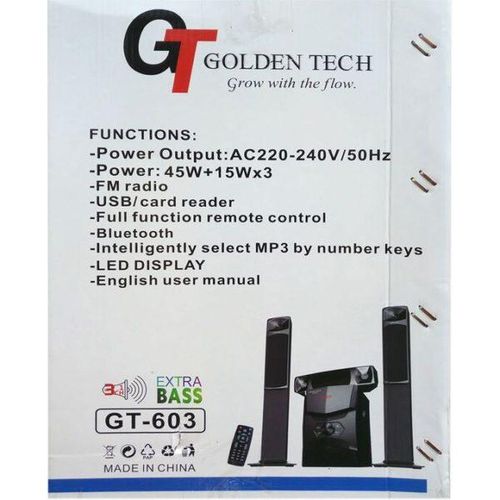 GT GOLDEN TECH
Grow with the flow.
FUNCTIONS:
-Power Output:AC220-240V/50Hz
-Power: 45W+15Wx3
-FM radio
-USB/card reader
-Full function remote control
-Bluetooth
-Intelligently select MP3 by number keys
-LED DISPLAY
-English user manual
3CH
EXTRA
BASS
GT-603
PAP
MADE IN CHINA